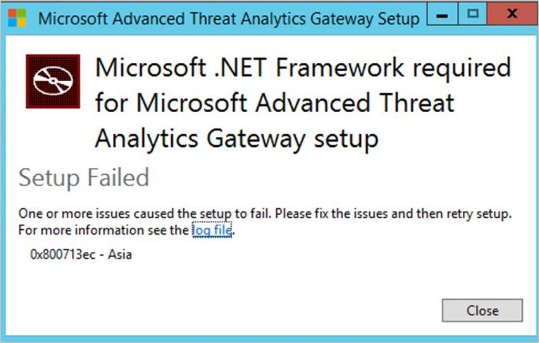 Microsoft Advanced Threat Analytics Gateway Setup
Microsoft .NET Framework required
for Microsoft Advanced Threat
Analytics Gateway setup
Setup Failed
One or more issues caused the setup to fail. Please fix the issues and then retry setup.
For more information see the log file.
0x800713ec - Asia
Close